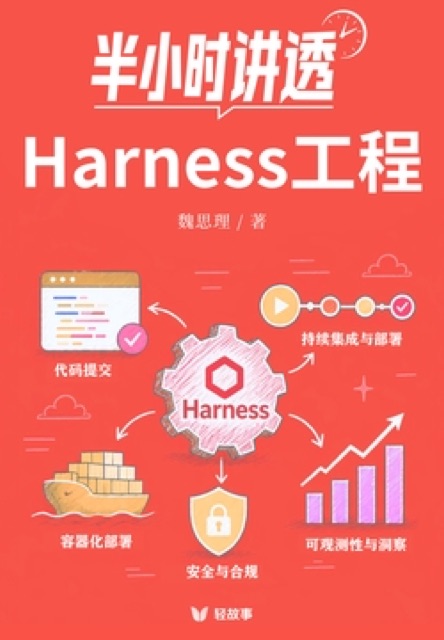 半小时讲透
Harness工程
魏思理 / 著
代码提交
持续集成与部署
Harness
容器化部署
安全与合规
可观测性与洞察
轻故事